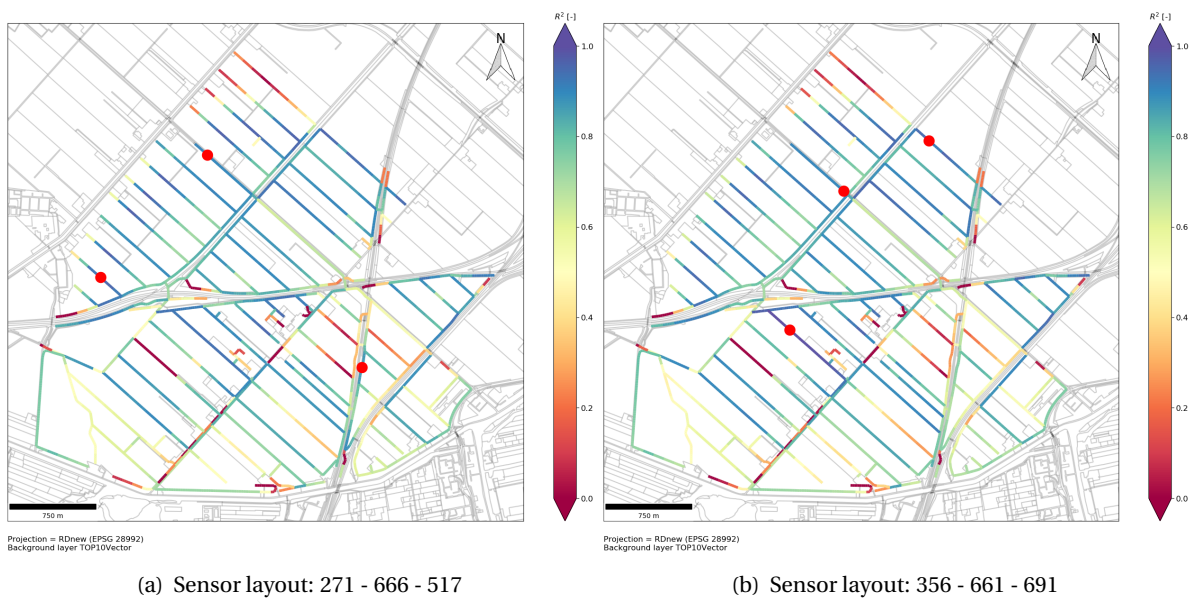 R² [-]
N
1.0
0.8
0.6
0.4
0.2
0.0
750 m
Projection = RDnew (EPSG 28992)
Background layer TOP10Vector
(a) Sensor layout: 271 - 666 - 517
R² [-]
N
1.0
0.8
0.6
0.4
0.2
0.0
750 m
Projection = RDnew (EPSG 28992)
Background layer TOP10Vector
(b) Sensor layout: 356 - 661 - 691